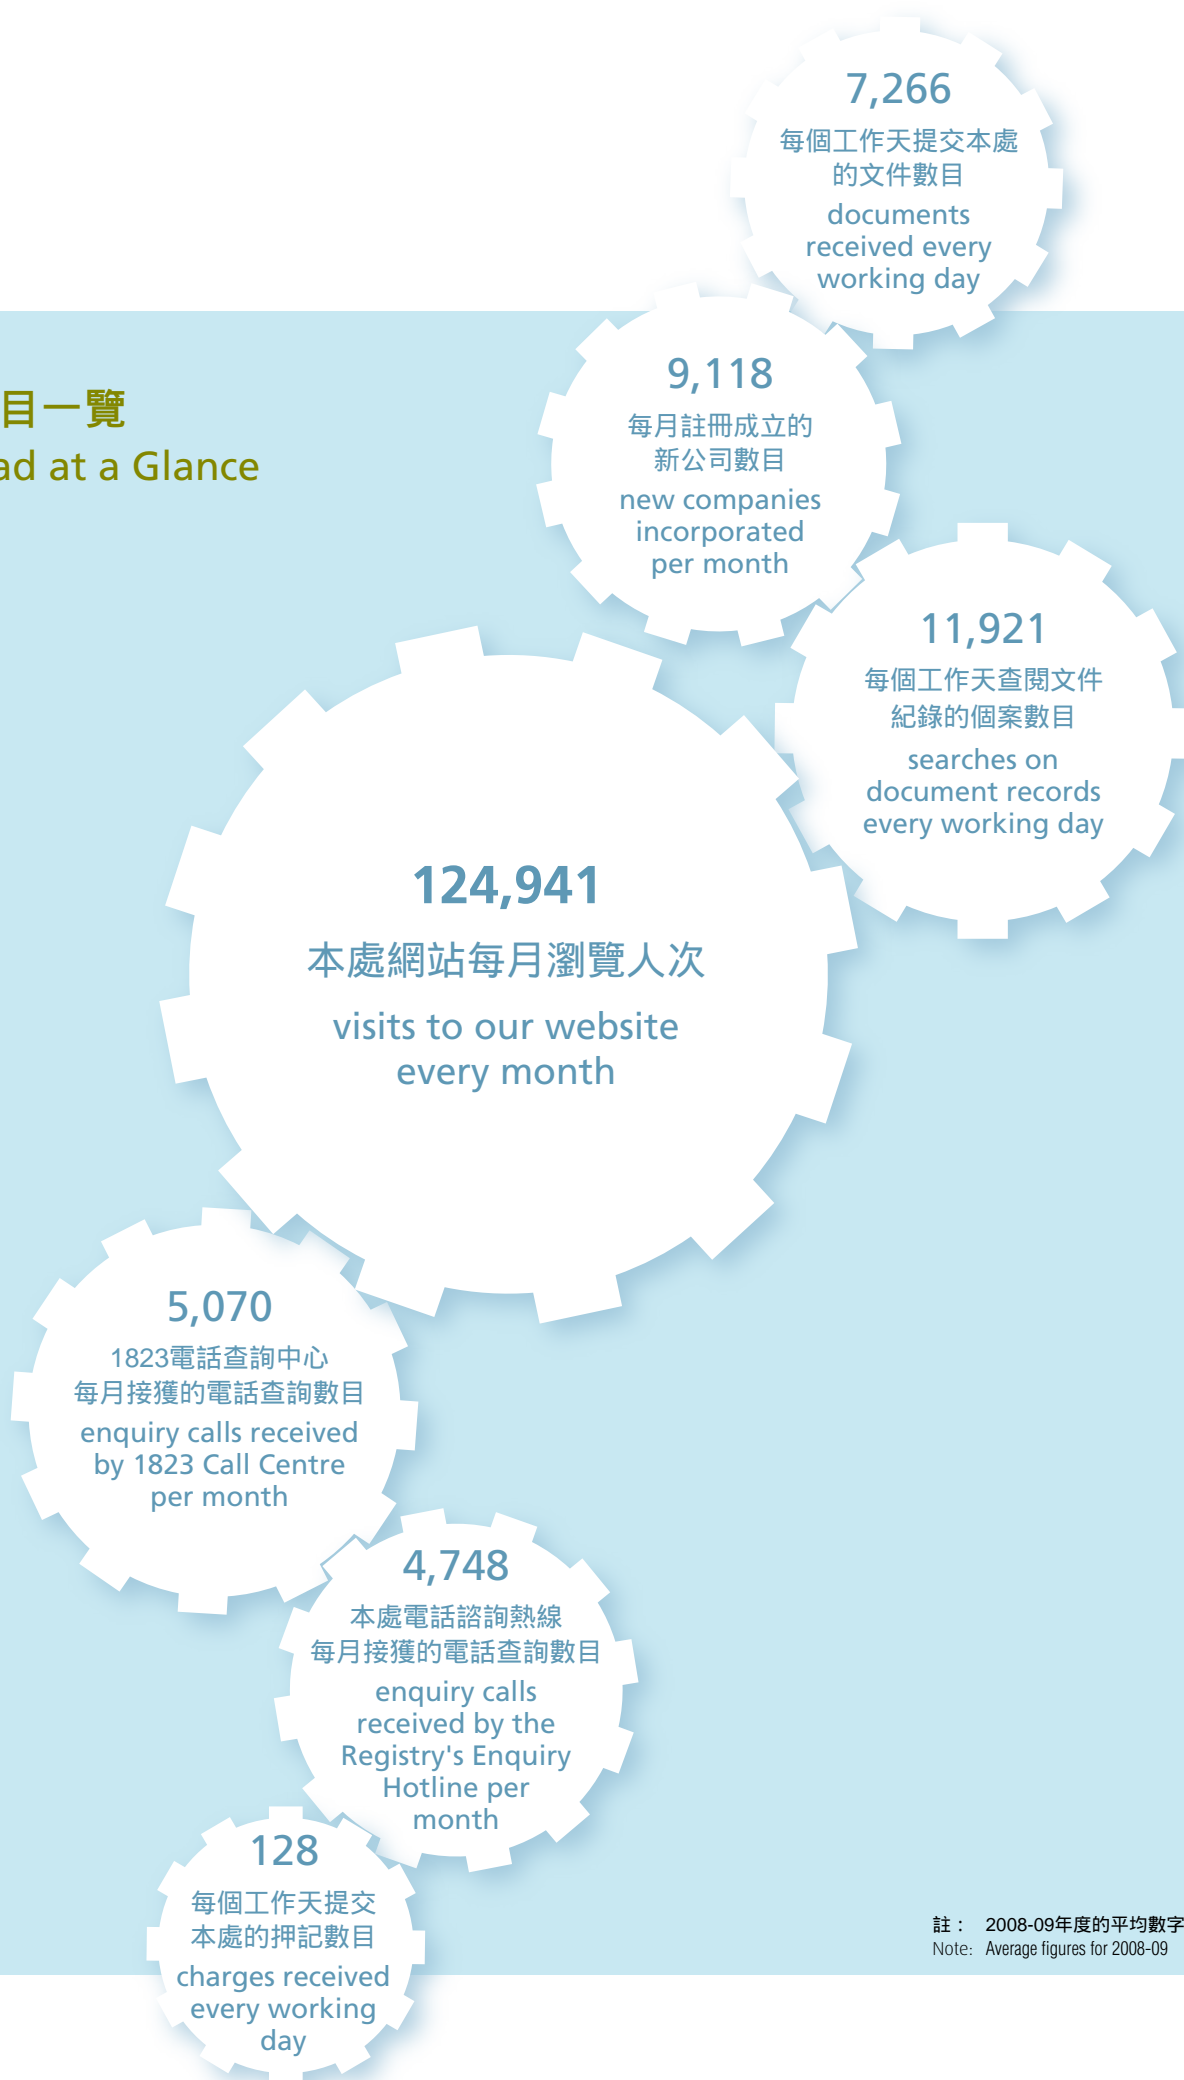 7,266
每個工作天提交本處
的文件數目
documents
received every
working day
9,118
每月註冊成立的
新公司數目
new companies
incorporated
per month
目一覽
ad at a Glance
11,921
每個工作天查閱文件
紀錄的個案數目
searches on
document records
every working day
124,941
本處網站每月瀏覽人次
visits to our website
every month
5,070
1823電話查詢中心
每月接獲的電話查詢數目
enquiry calls received
by 1823 Call Centre
per month
4,748
本處電話諮詢熱線
每月接獲的電話查詢數目
enquiry calls
received by the
Registry's Enquiry
Hotline per
month
128
每個工作天提交
本處的押記數目
charges received
every working
day
註： 2008-09年度的平均數字
Note: Average figures for 2008-09